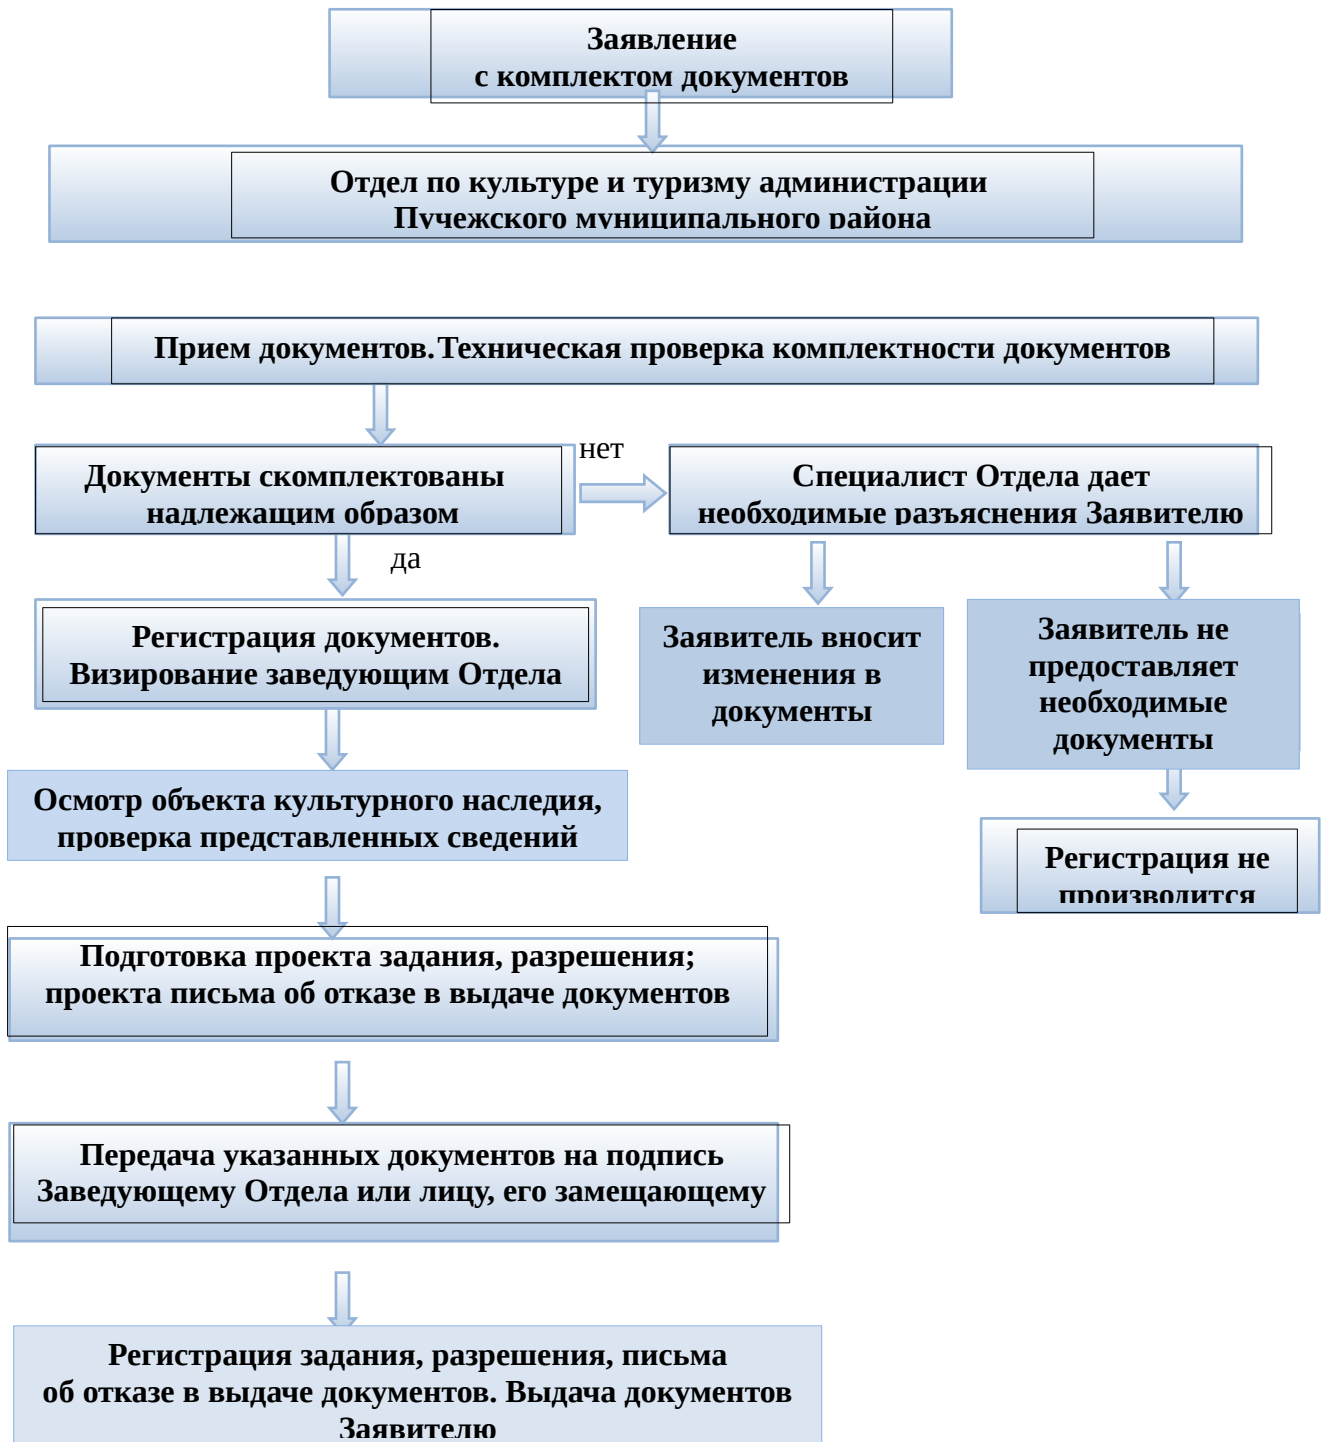 Заявление
с комплектом документов
Отдел по культуре и туризму администрации
Пучежского муниципального района
Прием документов. Техническая проверка комплектности документов
нет
Документы скомплектованы
надлежащим образом
Специалист Отдела дает
необходимые разъяснения Заявителю
да
Регистрация документов.
Визирование заведующим Отдела
Заявитель вносит
изменения в
документы
Заявитель не
предоставляет
необходимые
документы
Осмотр объекта культурного наследия,
проверка представленных сведений
Регистрация не
производится
Подготовка проекта задания, разрешения;
проекта письма об отказе в выдаче документов
Передача указанных документов на подпись
Заведующему Отдела или лицу, его замещающему
Регистрация задания, разрешения, письма
об отказе в выдаче документов. Выдача документов
Заявителю